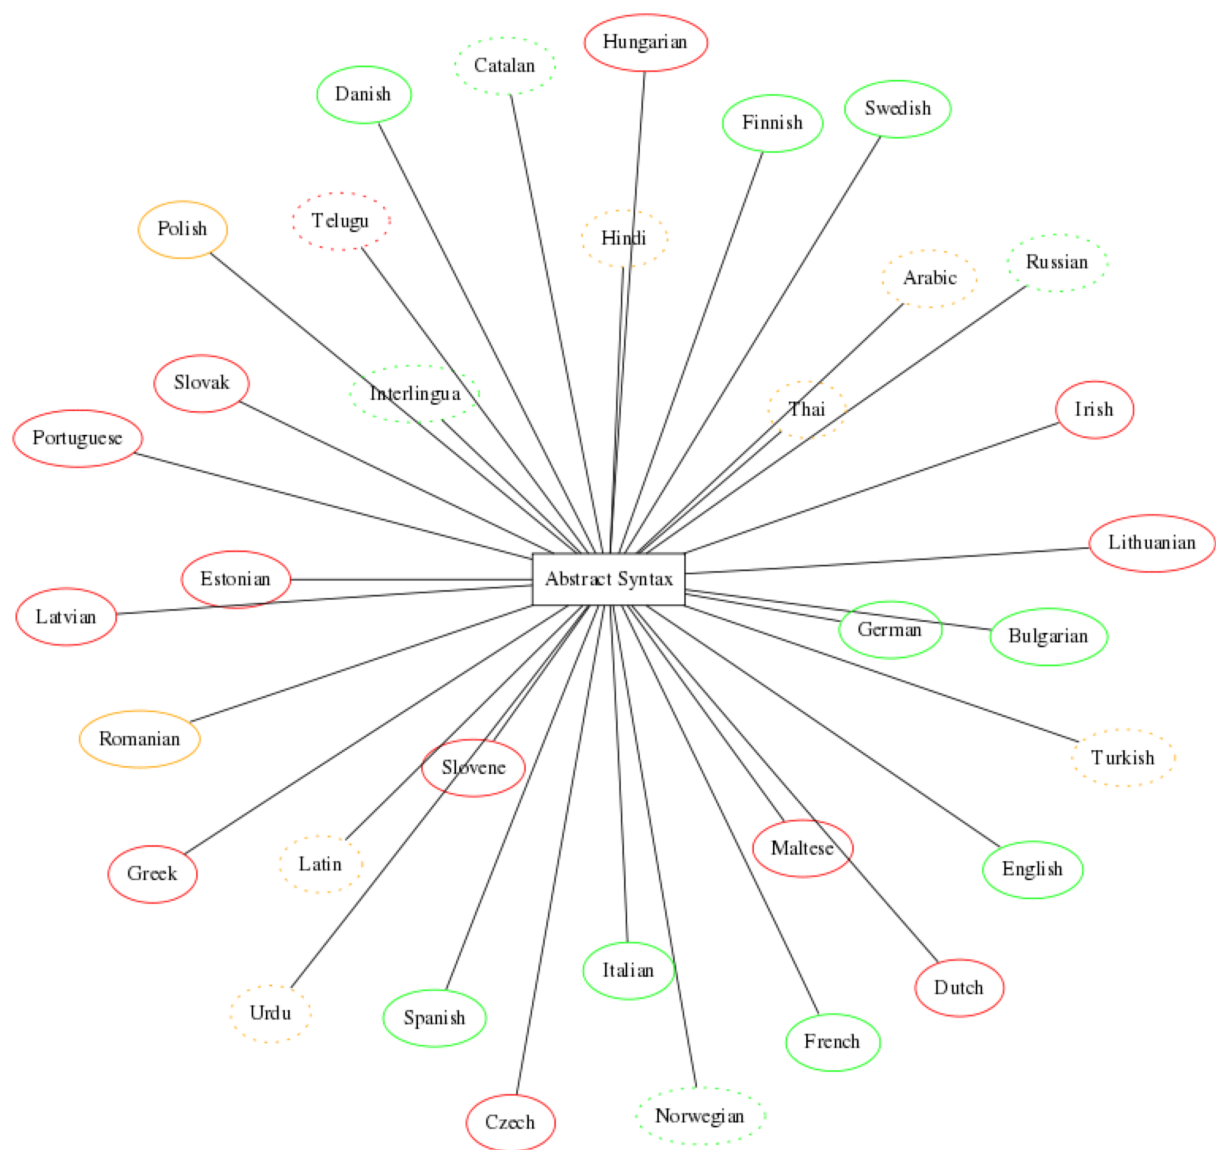 Hungarian
Catalan
Danish
Swedish
Finnish
Telugu
Polish
Hindi
Russian
Arabic
Slovak
Interlingua
Thai
Irish
Portuguese
Lithuanian
Estonian
Abstract Syntax
Latvian
German
Bulgarian
Romanian
Turkish
Slovene
Maltese
Latin
English
Greek
Italian
Dutch
Urdu
Spanish
French
Norwegian
Czech